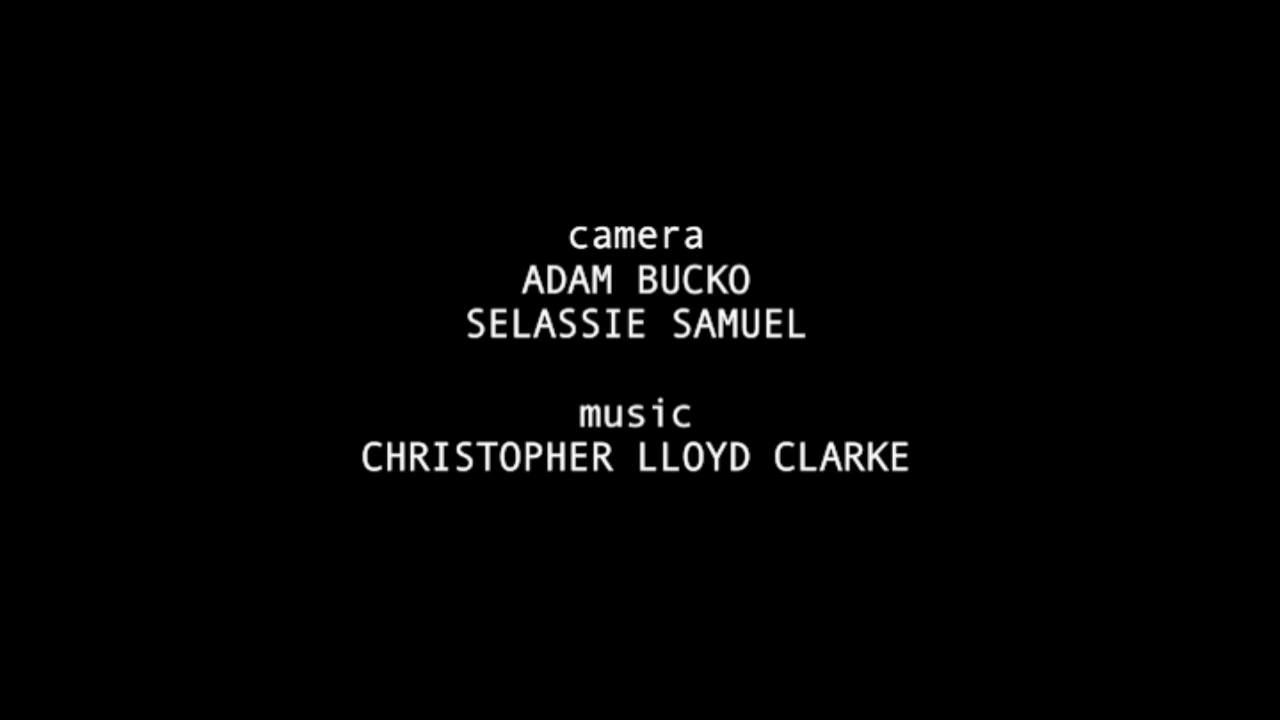 camera
ADAM BUCKO
SELASSIE SAMUEL
music
CHRISTOPHER LLOYD CLARKE